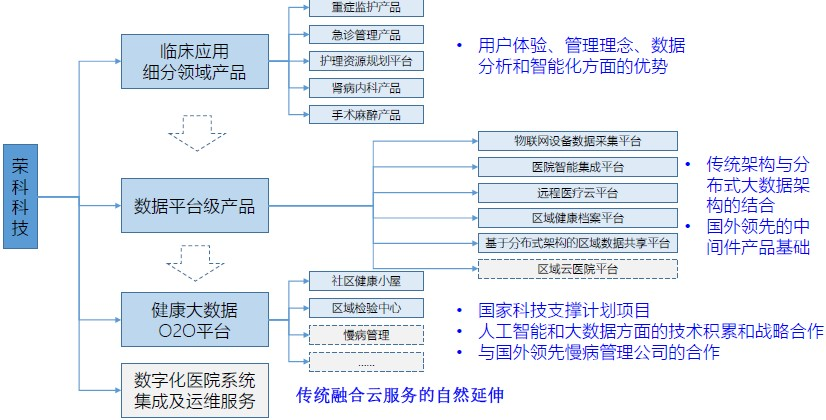 荣
科
科
技
临床应用
细分领域产品
重症监护产品
急诊管理产品
护理资源规划平台
肾病内科产品
手术麻醉产品
• 用户体验、管理理念、数据
分析和智能化方面的优势
数据平台级产品
物联网设备数据采集平台
医院智能集成平台
远程医疗云平台
区域健康档案平台
基于分布式架构的区域数据共享平台
区域云医院平台
• 传统架构与分
布式大数据架
构的结合
• 国外领先的中
间件产品基础
健康大数据
O2O平台
社区健康小屋
区域检验中心
慢病管理
……
• 国家科技支撑计划项目
• 人工智能和大数据方面的技术积累和战略合作
• 与国外领先慢病管理公司的合作
数字化医院系统
集成及运维服务
传统融合云服务的自然延伸